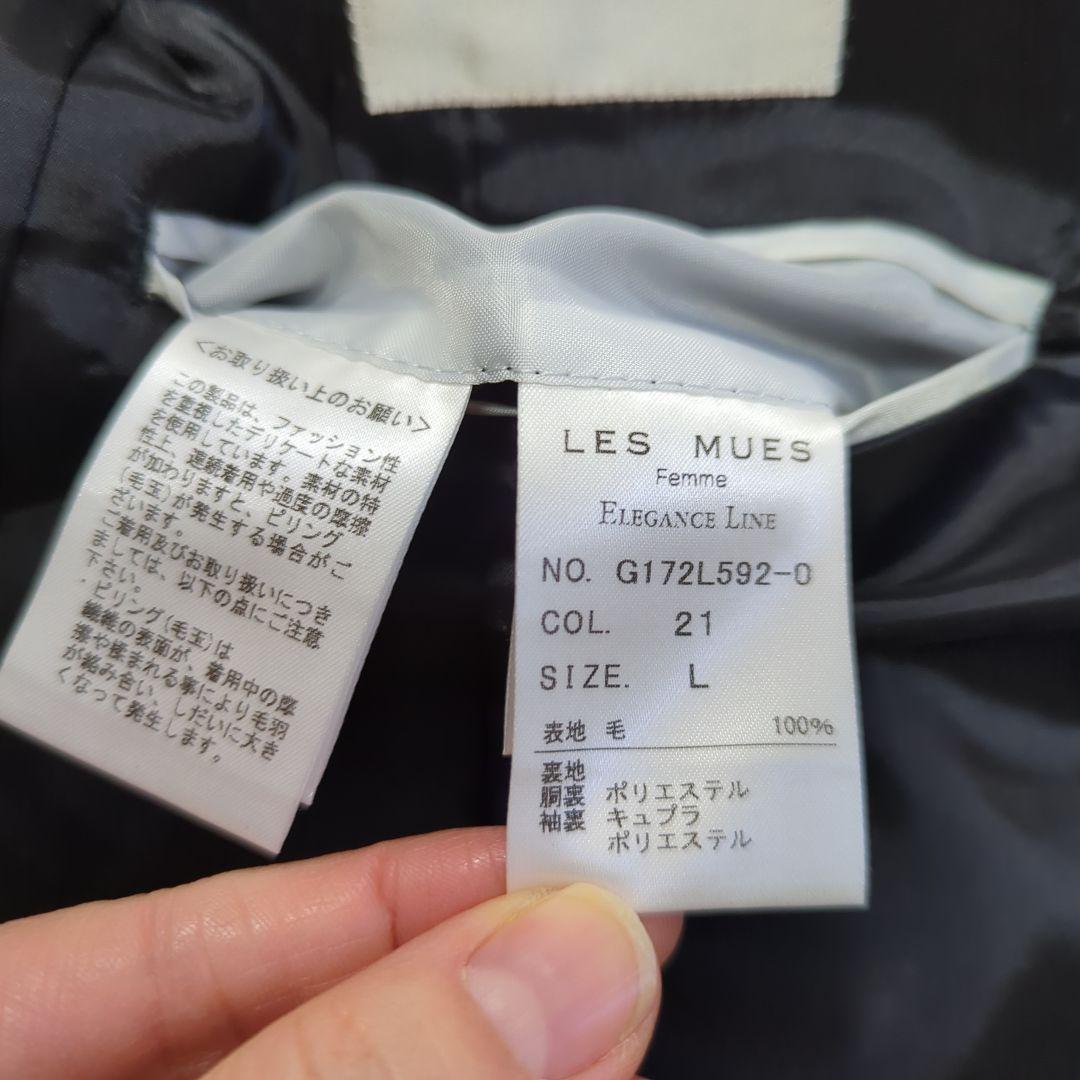 <お取り扱い上のお願い>
この製品は、ファッション性
を重視したデリケートな素材
を使用しています。素材の特
性上、連続着用や過度の摩擦
が加わりますと、ピリング
(毛玉)が発生する場合がご
ざいます。
ご着用及びお取り扱いにつき
ましては、以下の点にご注意
下さい。
・ピリング(毛玉)は
繊維の表面が、着用中の摩
擦や揉まれる事により毛羽
が絡み合い、しだいに大き
くなって発生します。
LES MUES
Femme
ELEGANCE LINE
NO. G172L592-0
COL. 21
SIZE. L
表地 毛 100%
裏地
胴裏 ポリエステル
袖裏 キュプラ
ポリエステル